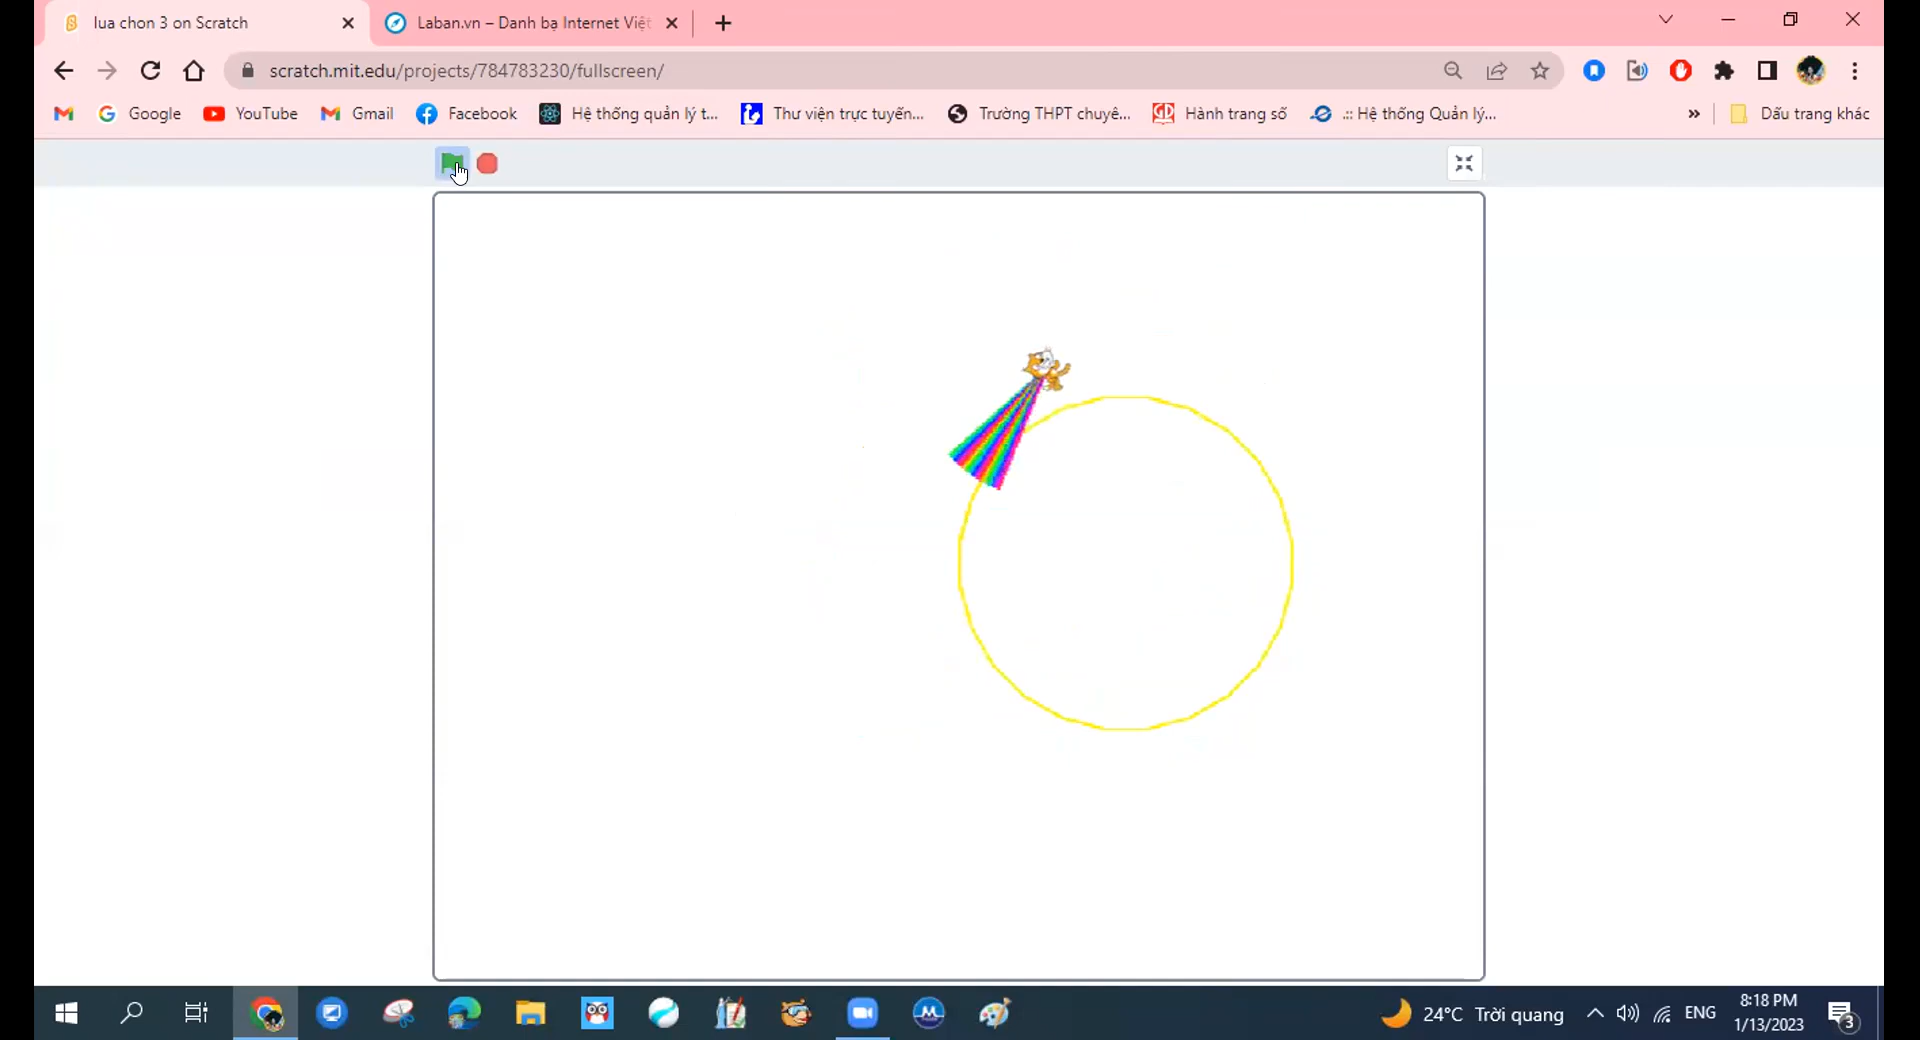 lua chon 3 on Scratch
Laban.vn – Danh bạ Internet Việt
scratch.mit.edu/projects/784783230/fullscreen/
Google
YouTube
Gmail
Facebook
Hệ thống quản lý t...
Thư viện trực tuyến...
Trường THPT chuyê...
Hành trang số
.:: Hệ thống Quản lý...
»
Dấu trang khác
24°C Trời quang
ENG
8:18 PM
1/13/2023
3